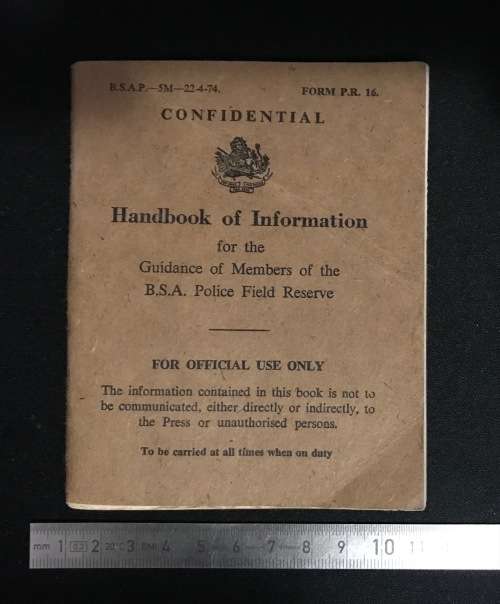 B.S.A.P.—5M—22-4-74. FORM P.R. 16.
CONFIDENTIAL
Handbook of Information
for the
Guidance of Members of the
B.S.A. Police Field Reserve
FOR OFFICIAL USE ONLY
The information contained in this book is not to
be communicated, either directly or indirectly, to
the Press or unauthorised persons.
To be carried at all times when on duty
mm 1 2 20°C 3 4 5 6 7 8 9 10 11